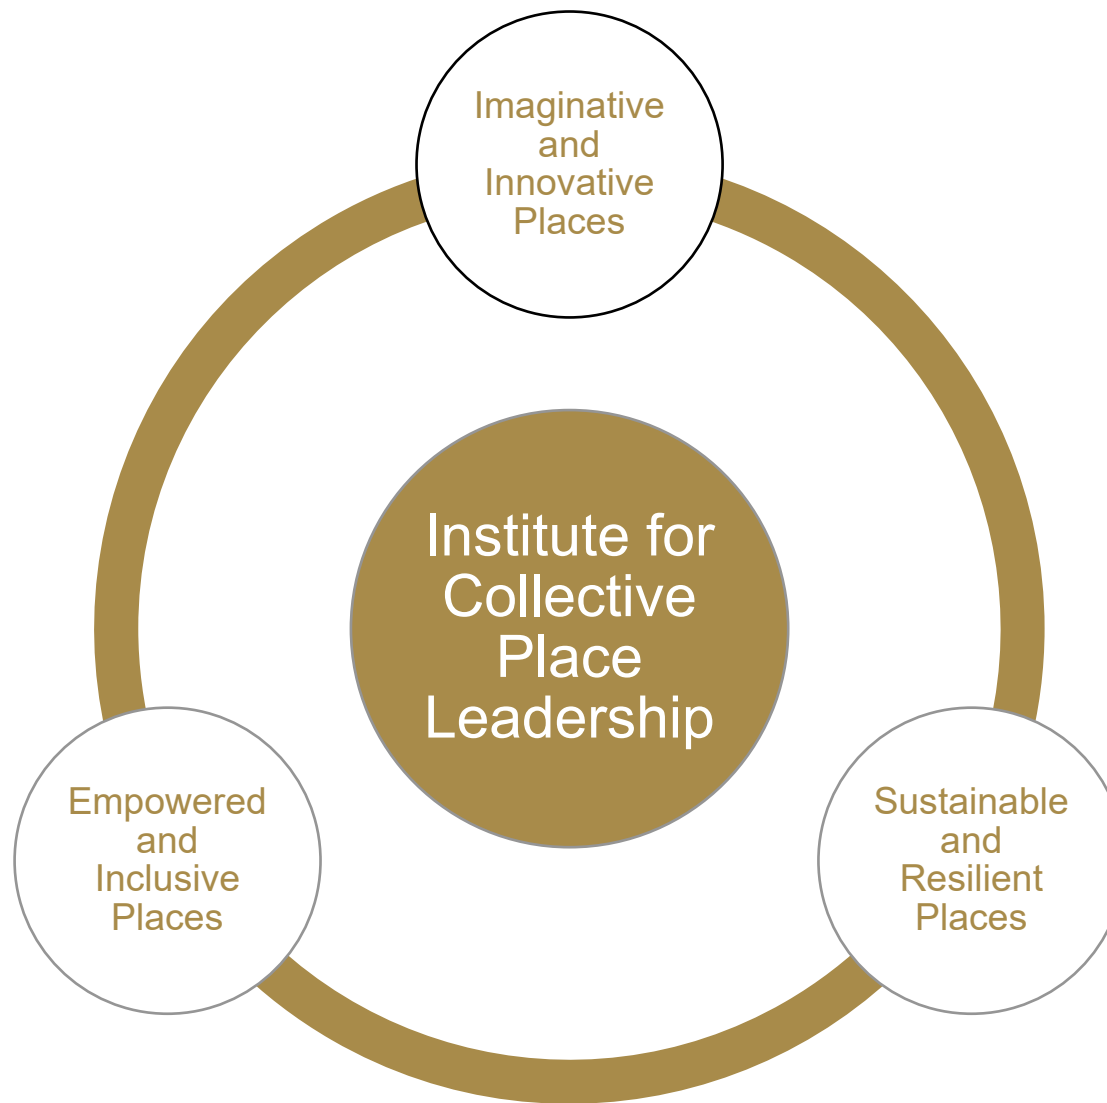 Imaginative
and
Innovative
Places
Institute for
Collective
Place
Leadership
Empowered
and
Inclusive
Places
Sustainable
and
Resilient
Places